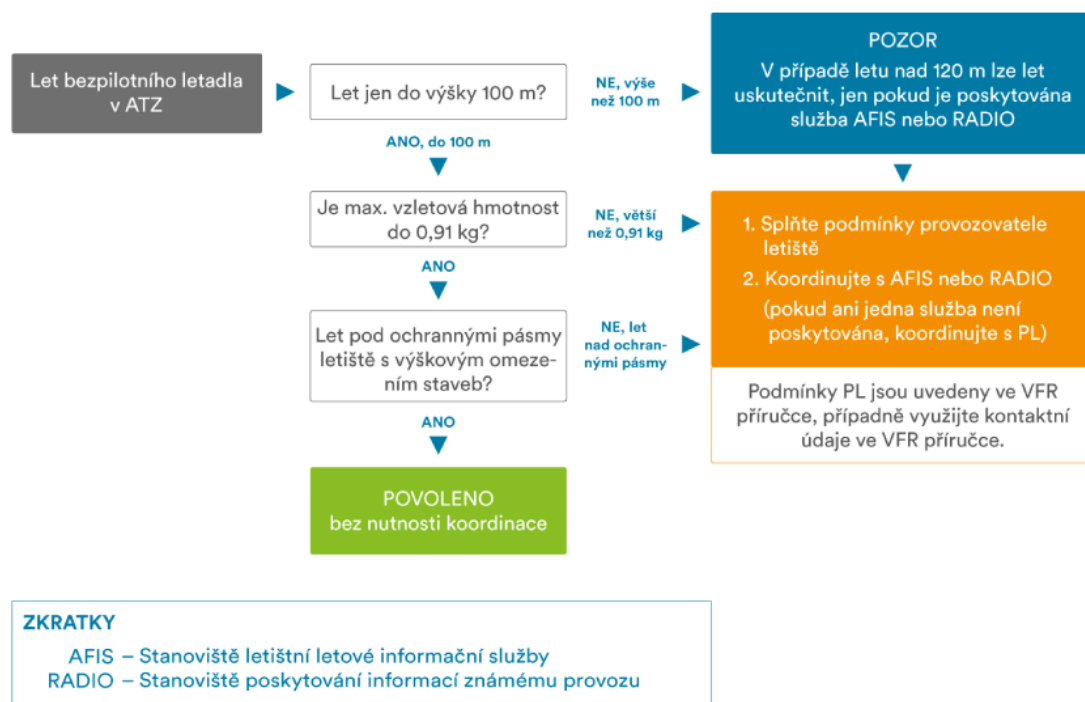 Let bezpilotního letadla
v ATZ
Let jen do výšky 100 m?
NE, výše
než 100 m
POZOR
V případě letu nad 120 m lze let
uskutečnit, jen pokud je poskytována
služba AFIS nebo RADIO
ANO, do 100 m
Je max. vzletová hmotnost
do 0,91 kg?
NE, větší
než 0,91 kg
1. Splňte podmínky provozovatele
letiště
2. Koordinujte s AFIS nebo RADIO
(pokud ani jedna služba není
poskytována, koordinujte s PL)
ANO
Let pod ochrannými pásmy
letiště s výškovým omeze-
ním staveb?
NE, let
nad ochran-
nými pásmy
Podmínky PL jsou uvedeny ve VFR
příručce, případně využijte kontaktní
údaje ve VFR příručce.
ANO
POVOLENO
bez nutnosti koordinace
ZKRATKY
AFIS – Stanoviště letištní letové informační služby
RADIO – Stanoviště poskytování informací známému provozu